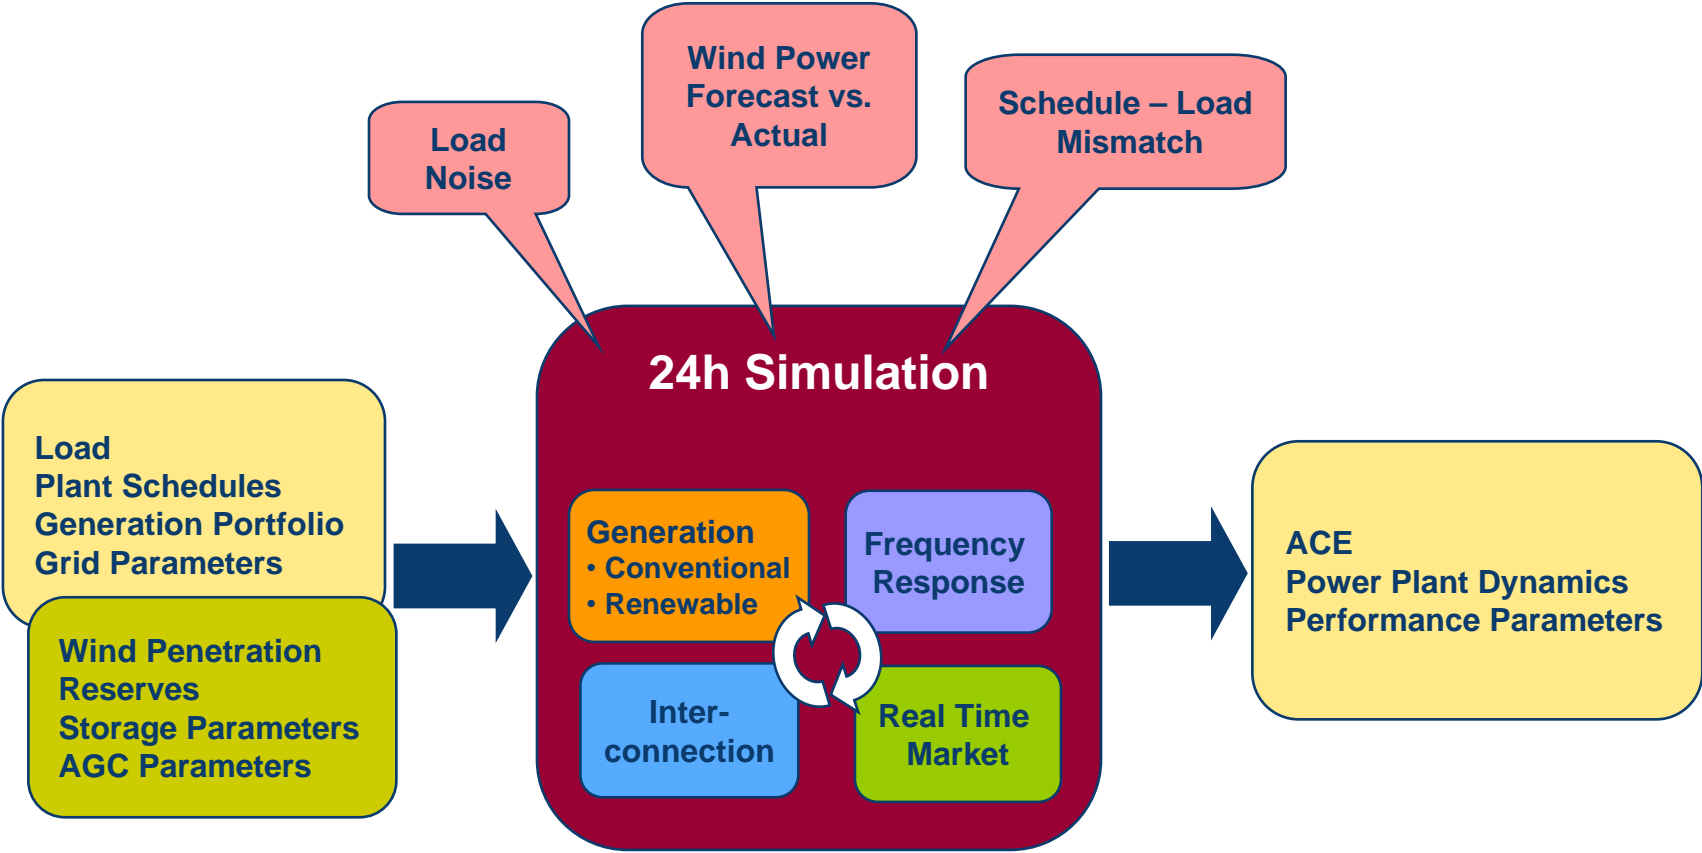 Load
Noise
Wind Power
Forecast vs.
Actual
Schedule – Load
Mismatch
24h Simulation
Load
Plant Schedules
Generation Portfolio
Grid Parameters
Wind Penetration
Reserves
Storage Parameters
AGC Parameters
Generation
• Conventional
• Renewable
Frequency
Response
Inter-
connection
Real Time
Market
ACE
Power Plant Dynamics
Performance Parameters